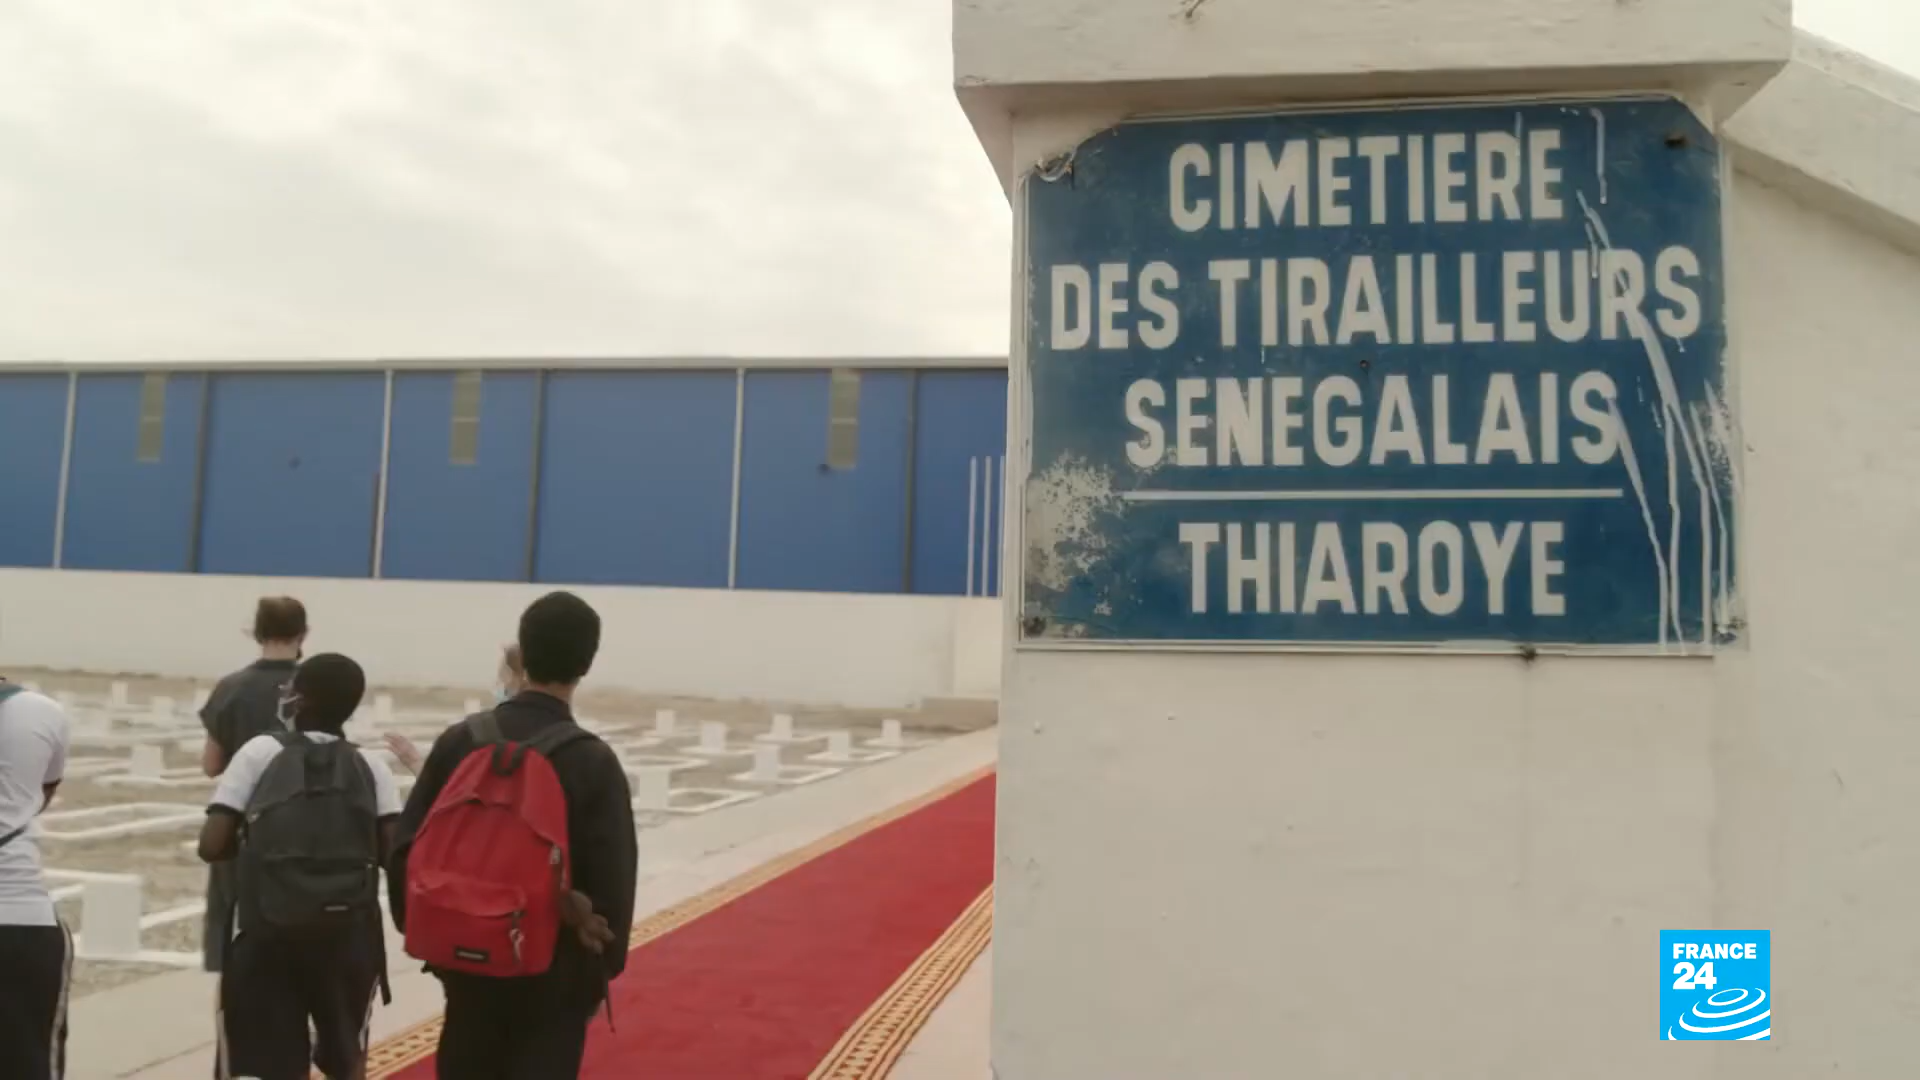 CIMETIERE
DES TIRAILLEURS
SENEGALAIS
THIAROYE
FRANCE
24